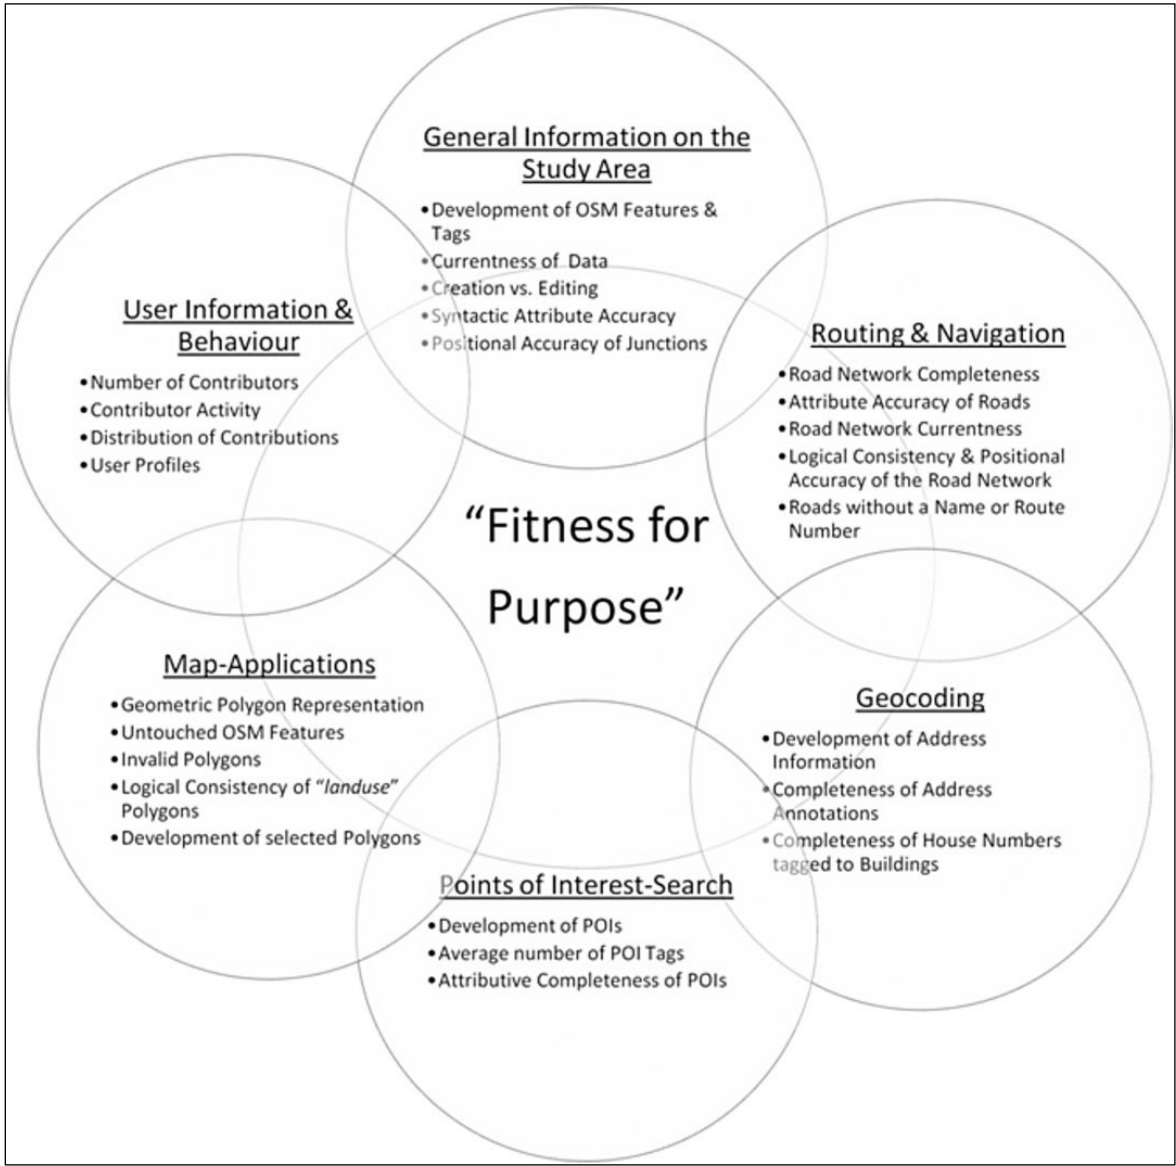 General Information on the
Study Area
•Development of OSM Features &
Tags
•Currentness of Data
•Creation vs. Editing
•Syntactic Attribute Accuracy
•Positional Accuracy of Junctions
User Information &
Behaviour
•Number of Contributors
•Contributor Activity
•Distribution of Contributions
•User Profiles
Routing & Navigation
•Road Network Completeness
•Attribute Accuracy of Roads
•Road Network Currentness
•Logical Consistency & Positional
Accuracy of the Road Network
•Roads without a Name or Route
Number
“Fitness for
Purpose”
Map-Applications
•Geometric Polygon Representation
•Untouched OSM Features
•Invalid Polygons
•Logical Consistency of “landuse”
Polygons
•Development of selected Polygons
Geocoding
•Development of Address
Information
•Completeness of Address
Annotations
•Completeness of House Numbers
tagged to Buildings
Points of Interest-Search
•Development of POIs
•Average number of POI Tags
•Attributive Completeness of POIs